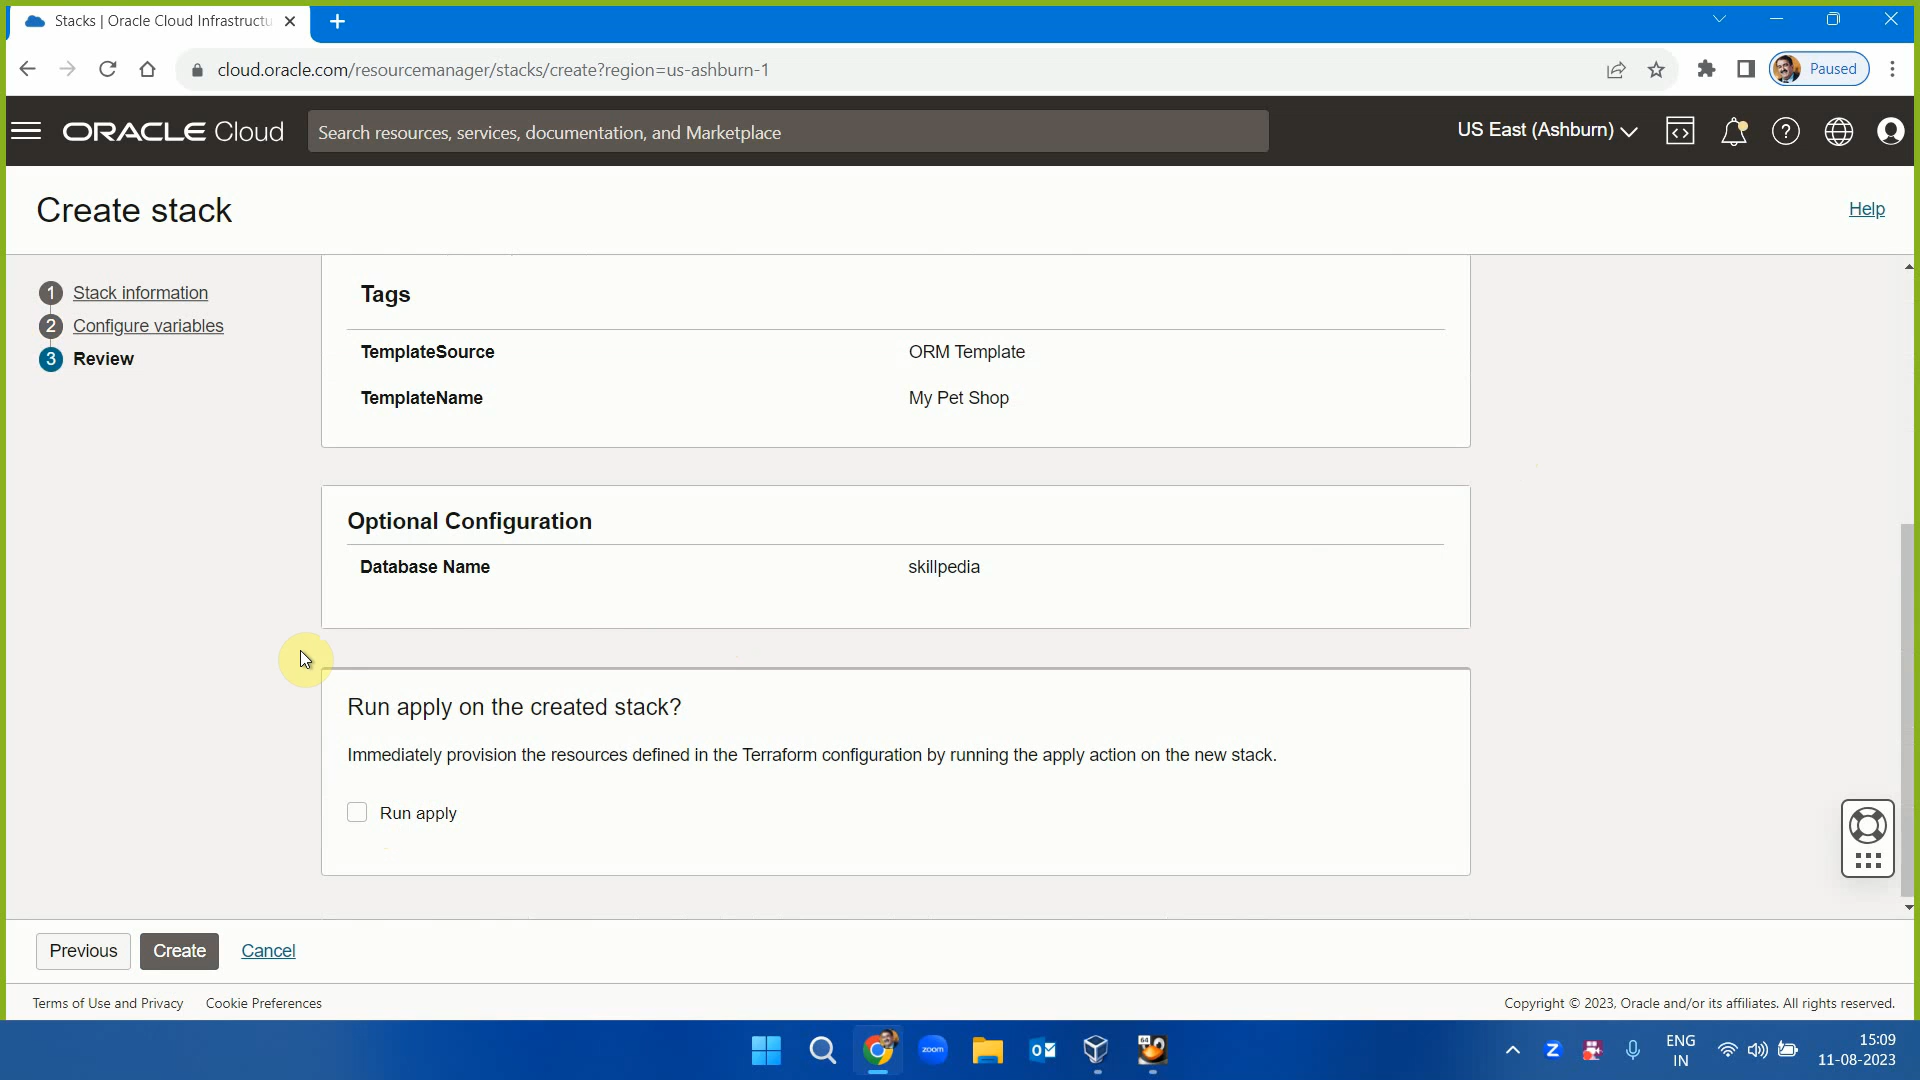 Stacks | Oracle Cloud Infrastructu
cloud.oracle.com/resourcemanager/stacks/create?region=us-ashburn-1
Paused
ORACLE Cloud
Search resources, services, documentation, and Marketplace
US East (Ashburn)
Create stack
Help
1 Stack information
2 Configure variables
3 Review
Tags
TemplateSource ORM Template
TemplateName My Pet Shop
Optional Configuration
Database Name skillpedia
Run apply on the created stack?
Immediately provision the resources defined in the Terraform configuration by running the apply action on the new stack.
Run apply
Previous Create Cancel
Terms of Use and Privacy Cookie Preferences
Copyright © 2023, Oracle and/or its affiliates. All rights reserved.
zoom
64
Z
ENG
IN
15:09
11-08-2023